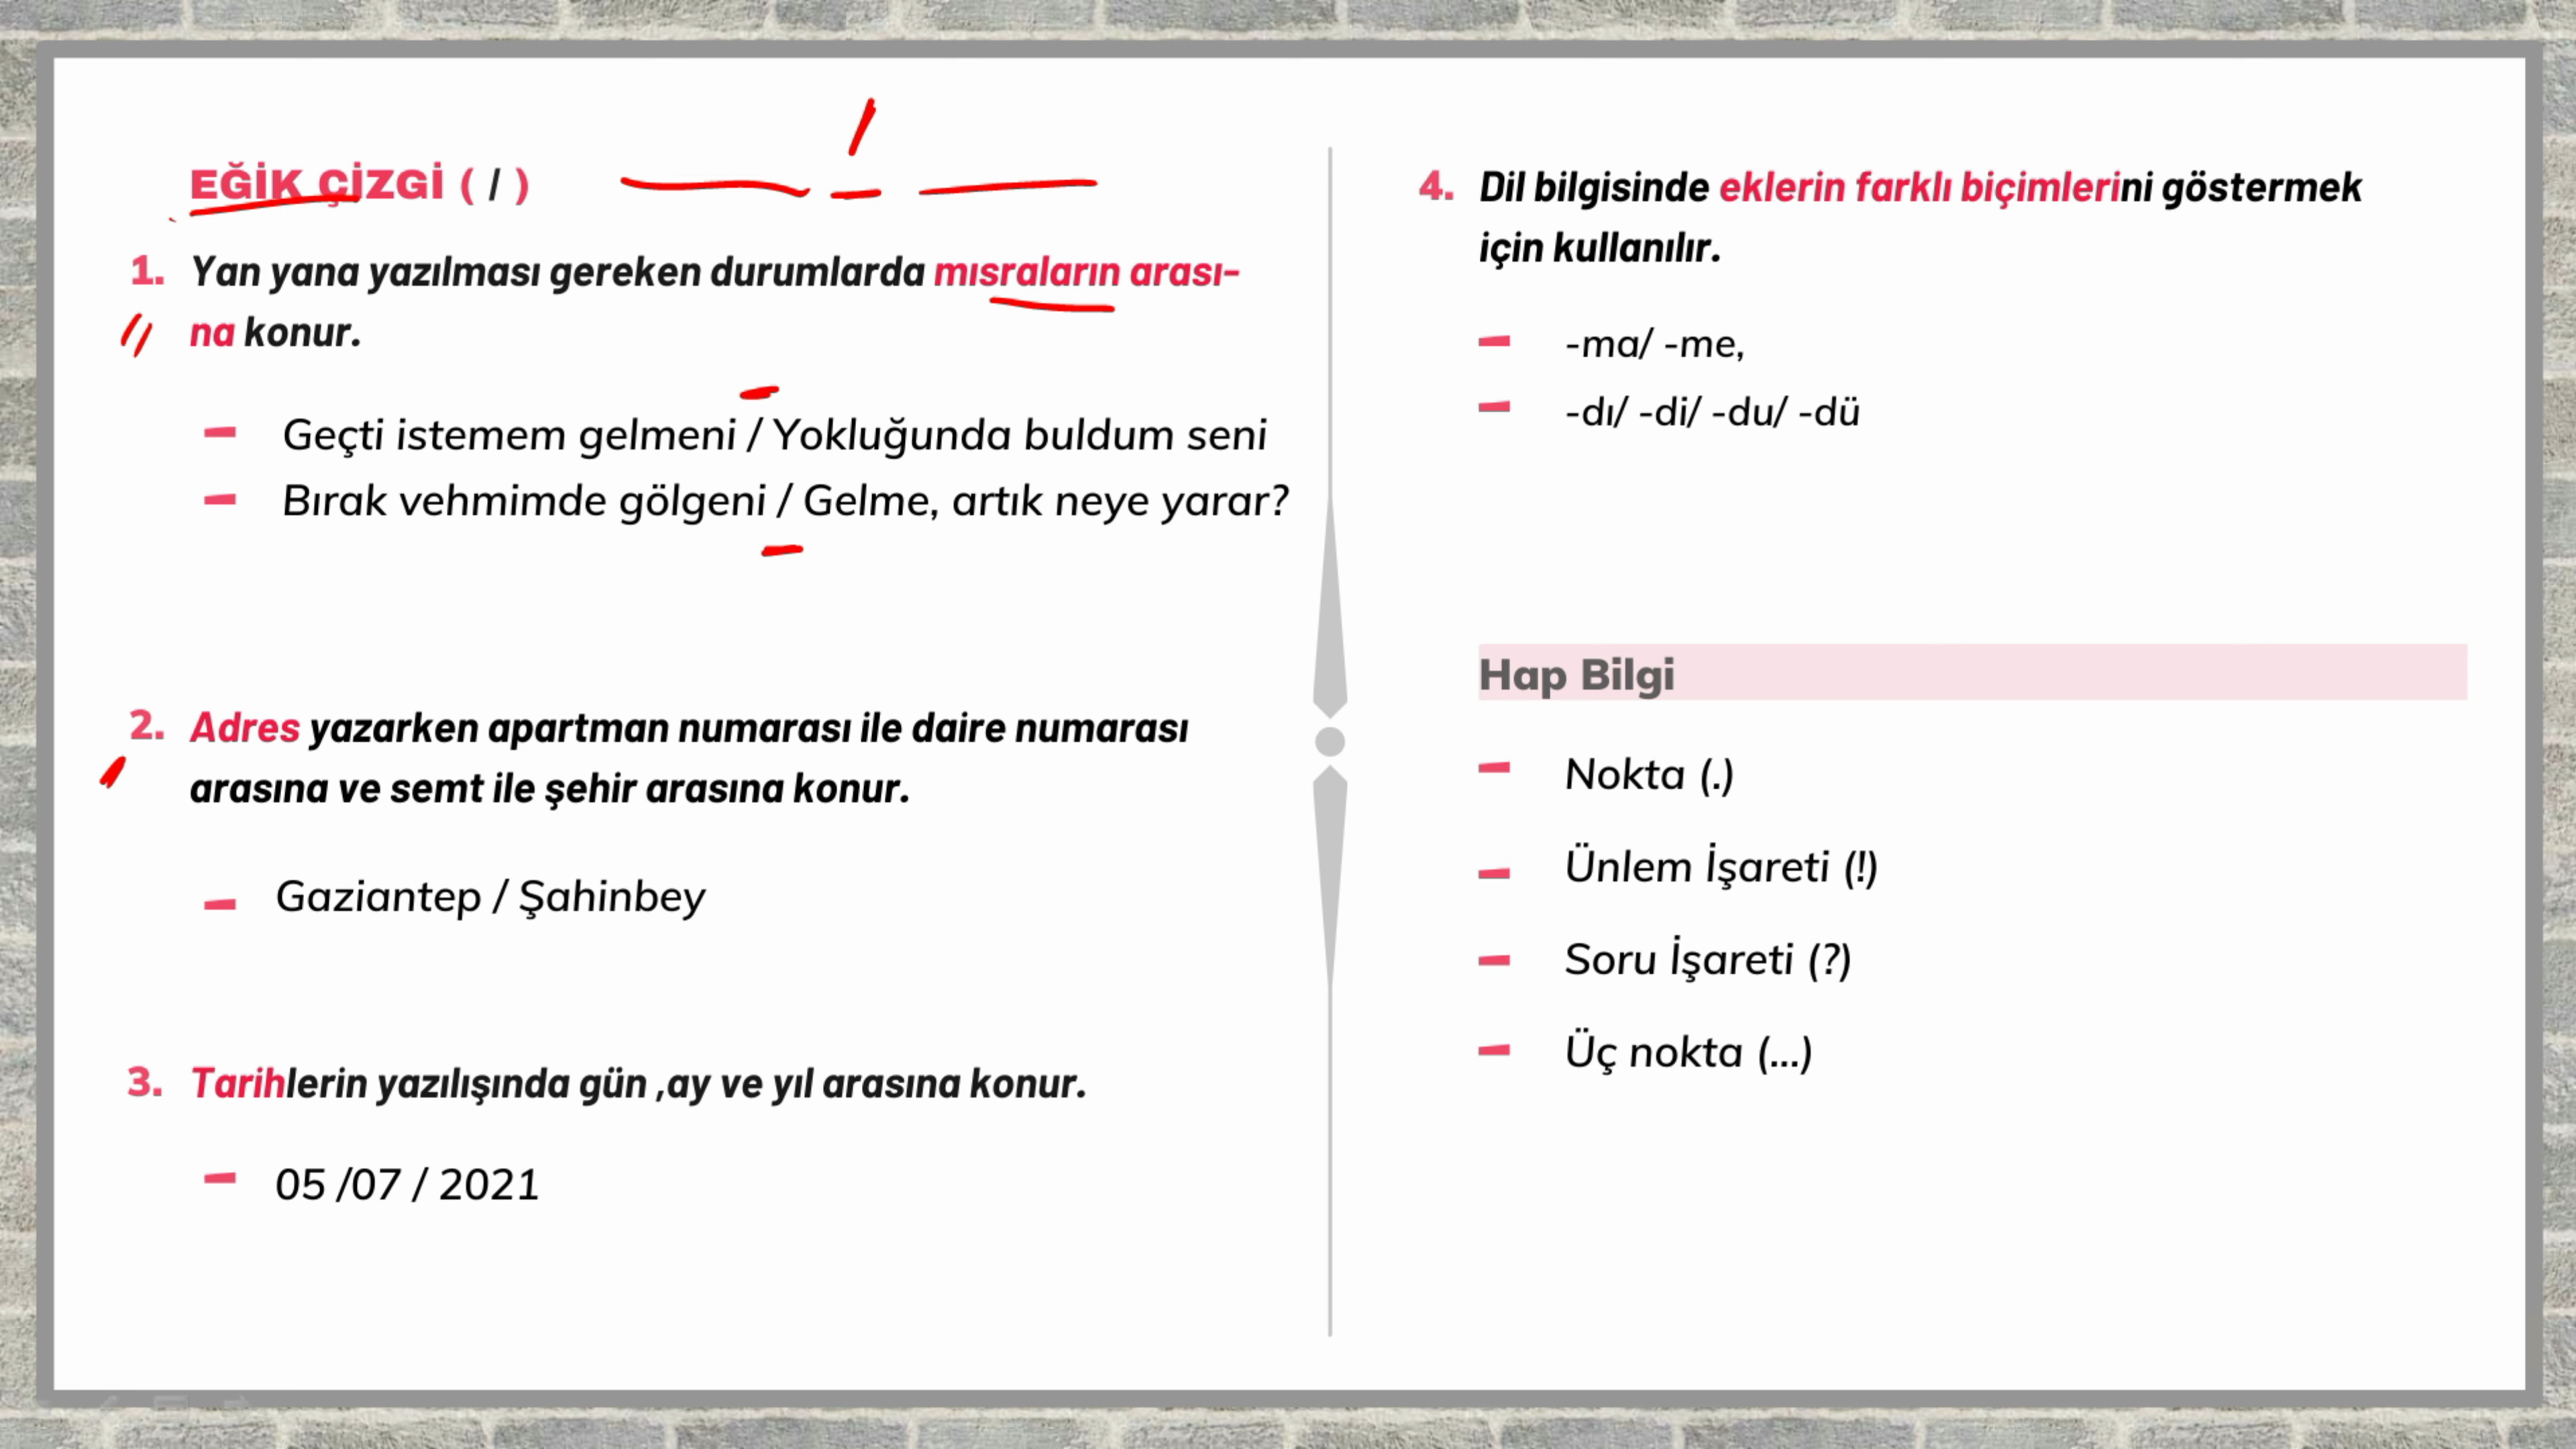 EĞİK ÇİZGİ ( / )
1. Yan yana yazılması gereken durumlarda mısraların arası-
na konur.
Geçti istemem gelmeni / Yokluğunda buldum seni
Bırak vehmimde gölgeni / Gelme, artık neye yarar?
2. Adres yazarken apartman numarası ile daire numarası
arasına ve semt ile şehir arasına konur.
Gaziantep / Şahinbey
3. Tarihlerin yazılışında gün ,ay ve yıl arasına konur.
05 /07 / 2021
4. Dil bilgisinde eklerin farklı biçimlerini göstermek
için kullanılır.
-ma/ -me,
-dı/ -di/ -du/ -dü
Hap Bilgi
Nokta (.)
Ünlem İşareti (!)
Soru İşareti (?)
Üç nokta (...)